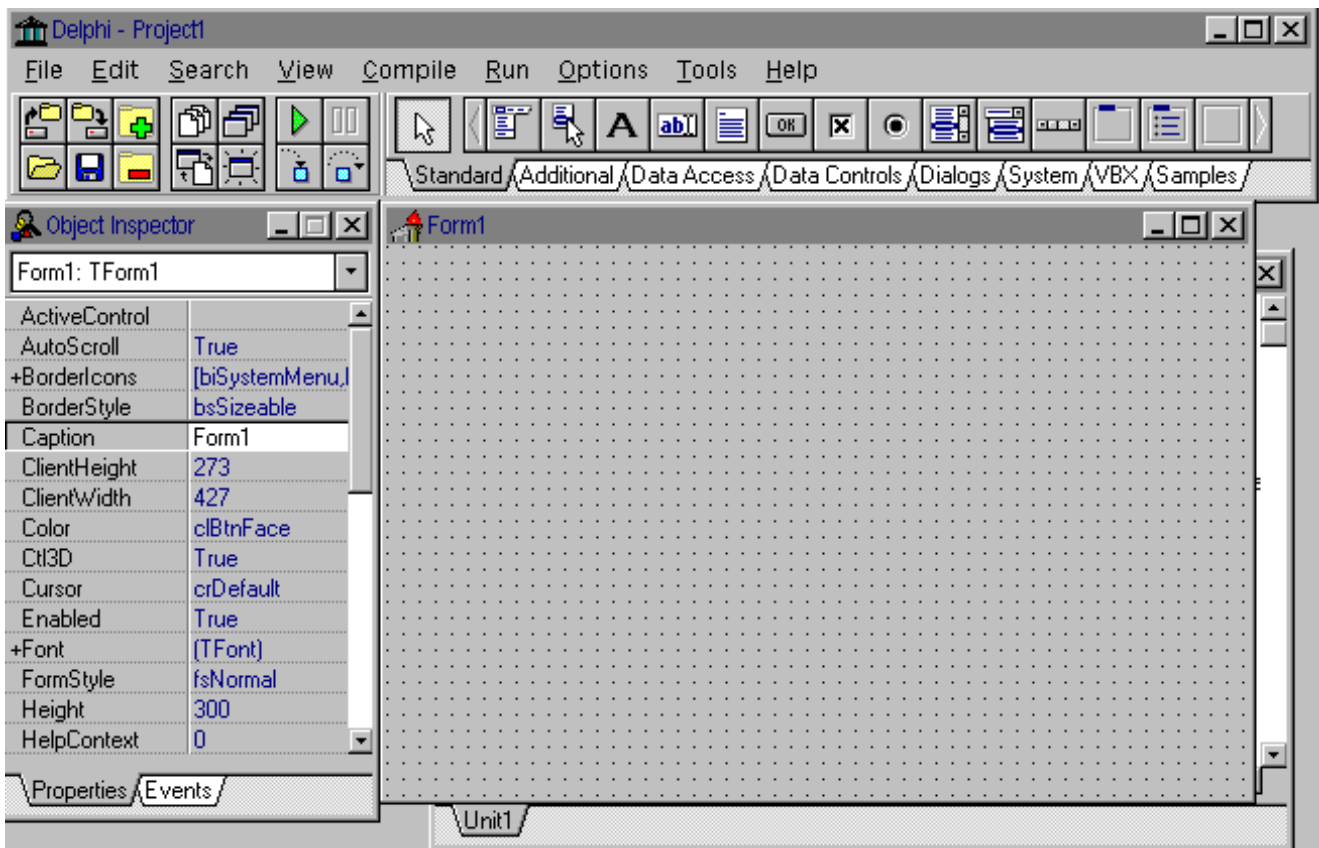 Delphi - Project1
File Edit Search View Compile Run Options Tools Help
A ab OK
Standard Additional Data Access Data Controls Dialogs System VBX Samples
Object Inspector
Form1: TForm1
ActiveControl
AutoScroll True
+BorderIcons [biSystemMenu,
BorderStyle bsSizeable
Caption Form1
ClientHeight 273
ClientWidth 427
Color clBtnFace
Ctl3D True
Cursor crDefault
Enabled True
+Font (TFont)
FormStyle fsNormal
Height 300
HelpContext 0
Properties Events
Form1
Unit1